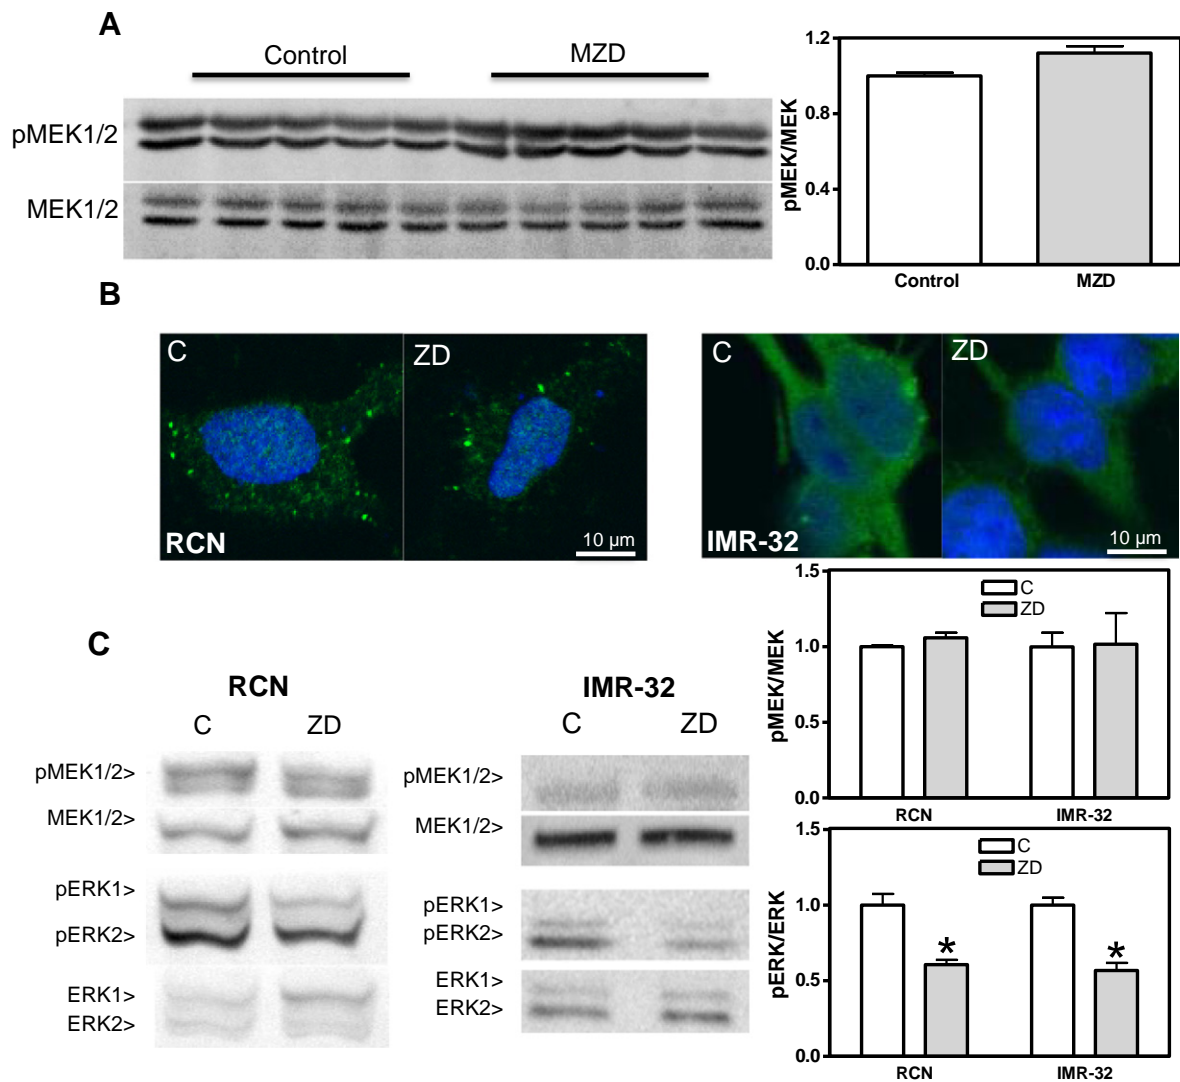 A
Control
MZD
pMEK1/2
MEK1/2
pMEK/MEK
1.2
0.8
0.4
0.0
Control
MZD
B
C
ZD
RCN
10 µm
C
ZD
IMR-32
10 µm
C
RCN
C
ZD
pMEK1/2>
MEK1/2>
pERK1>
pERK2>
ERK1>
ERK2>
IMR-32
C
ZD
pMEK1/2>
MEK1/2>
pERK1>
pERK2>
ERK1>
ERK2>
pMEK/MEK
1.5
1.0
0.5
0.0
C
ZD
RCN
IMR-32
pERK/ERK
1.5
1.0
0.5
0.0
C
ZD
*
*
RCN
IMR-32